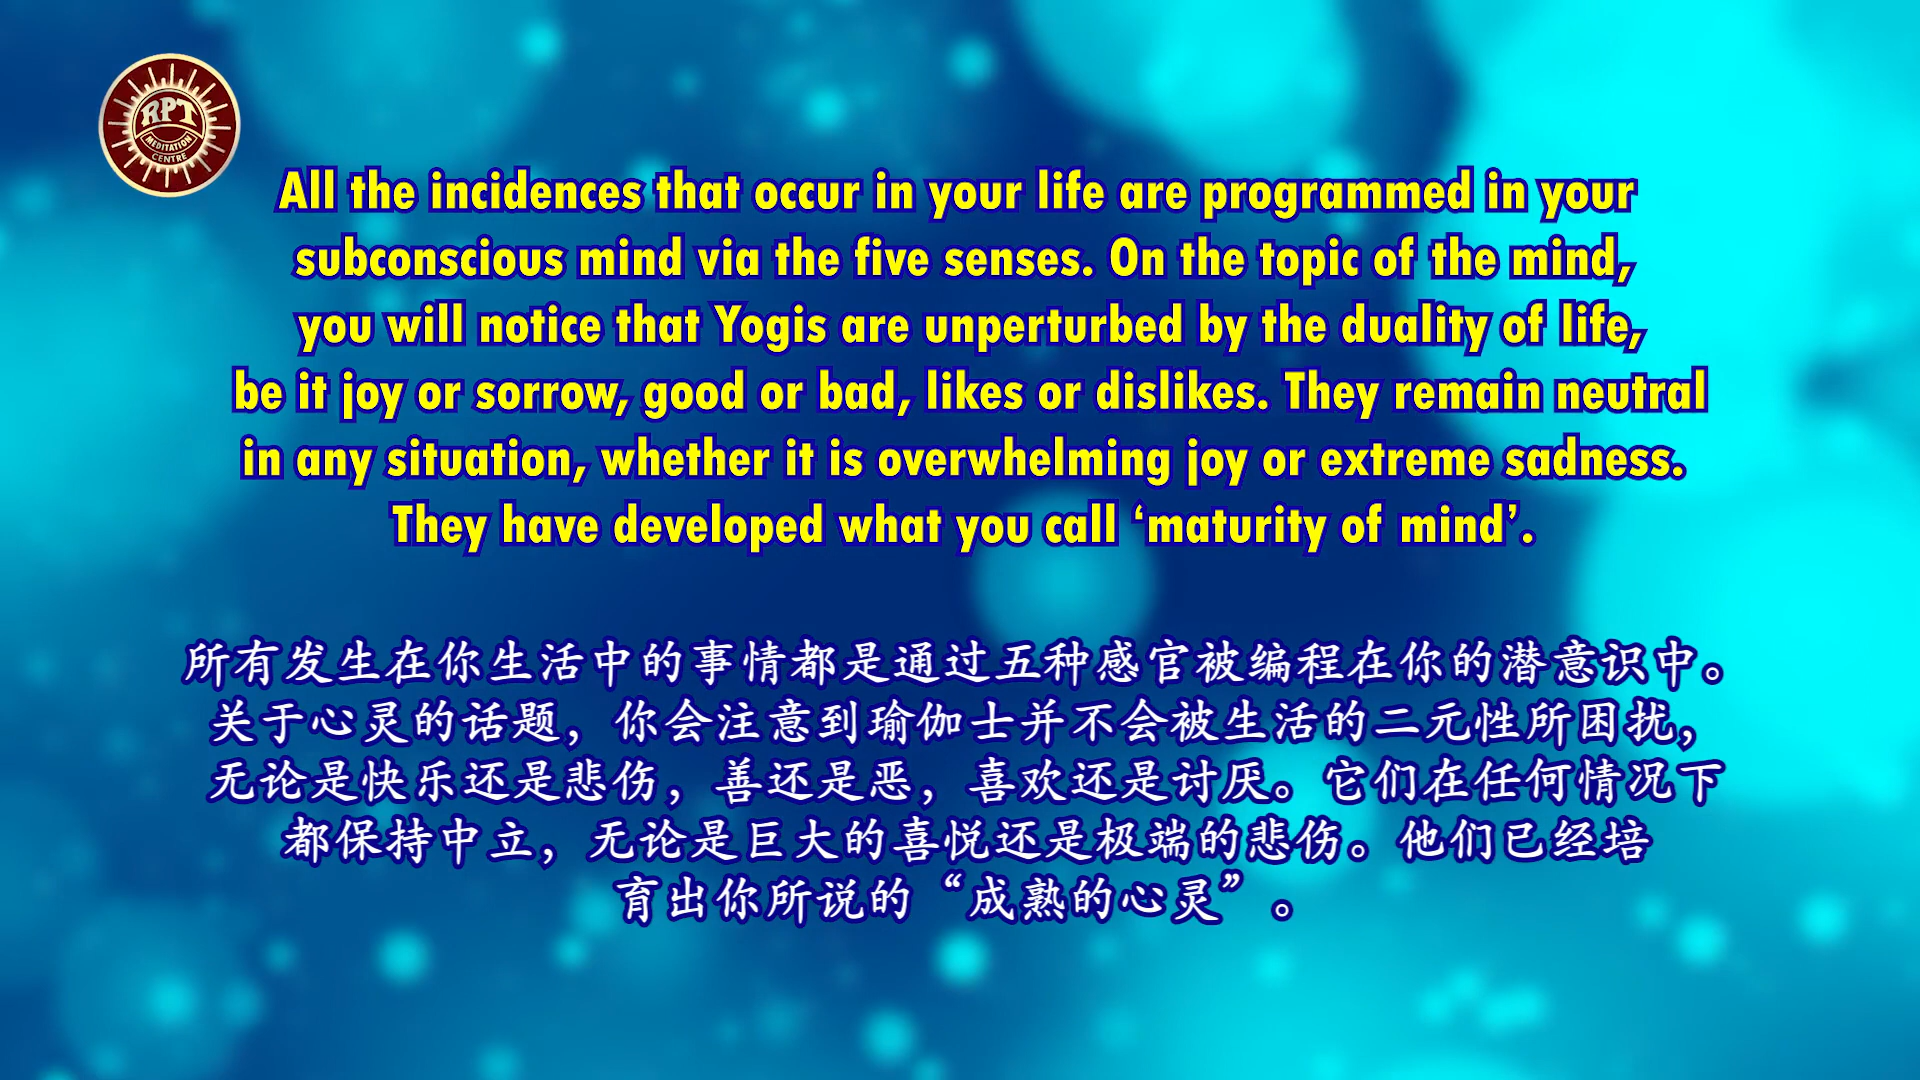 RPT
MEDITATION
CENTRE
All the incidences that occur in your life are programmed in your
subconscious mind via the five senses. On the topic of the mind,
you will notice that Yogis are unperturbed by the duality of life,
be it joy or sorrow, good or bad, likes or dislikes. They remain neutral
in any situation, whether it is overwhelming joy or extreme sadness.
They have developed what you call ‘maturity of mind’.
所有发生在你生活中的事情都是通过五种感官被编程在你的潜意识中。
关于心灵的话题，你会注意到瑜伽士并不会被生活的二元性所困扰，
无论是快乐还是悲伤，善还是恶，喜欢还是讨厌。它们在任何情况下
都保持中立，无论是巨大的喜悦还是极端的悲伤。他们已经培
育出你所说的“成熟的心灵”。